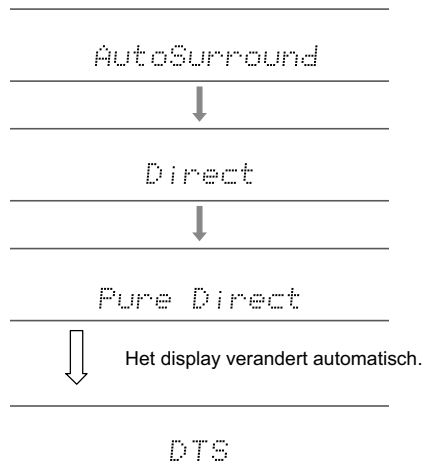 AutoSurround
Direct
Pure Direct
Het display verandert automatisch.
DTS